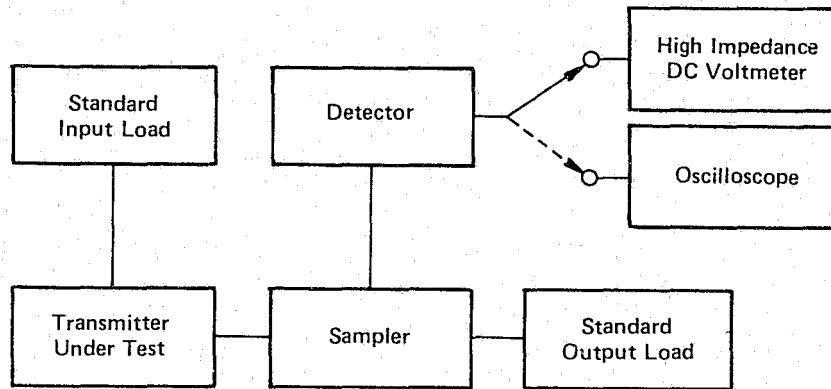 High Impedance
DC Voltmeter
Standard
Input Load
Detector
Oscilloscope
Transmitter
Under Test
Sampler
Standard
Output Load